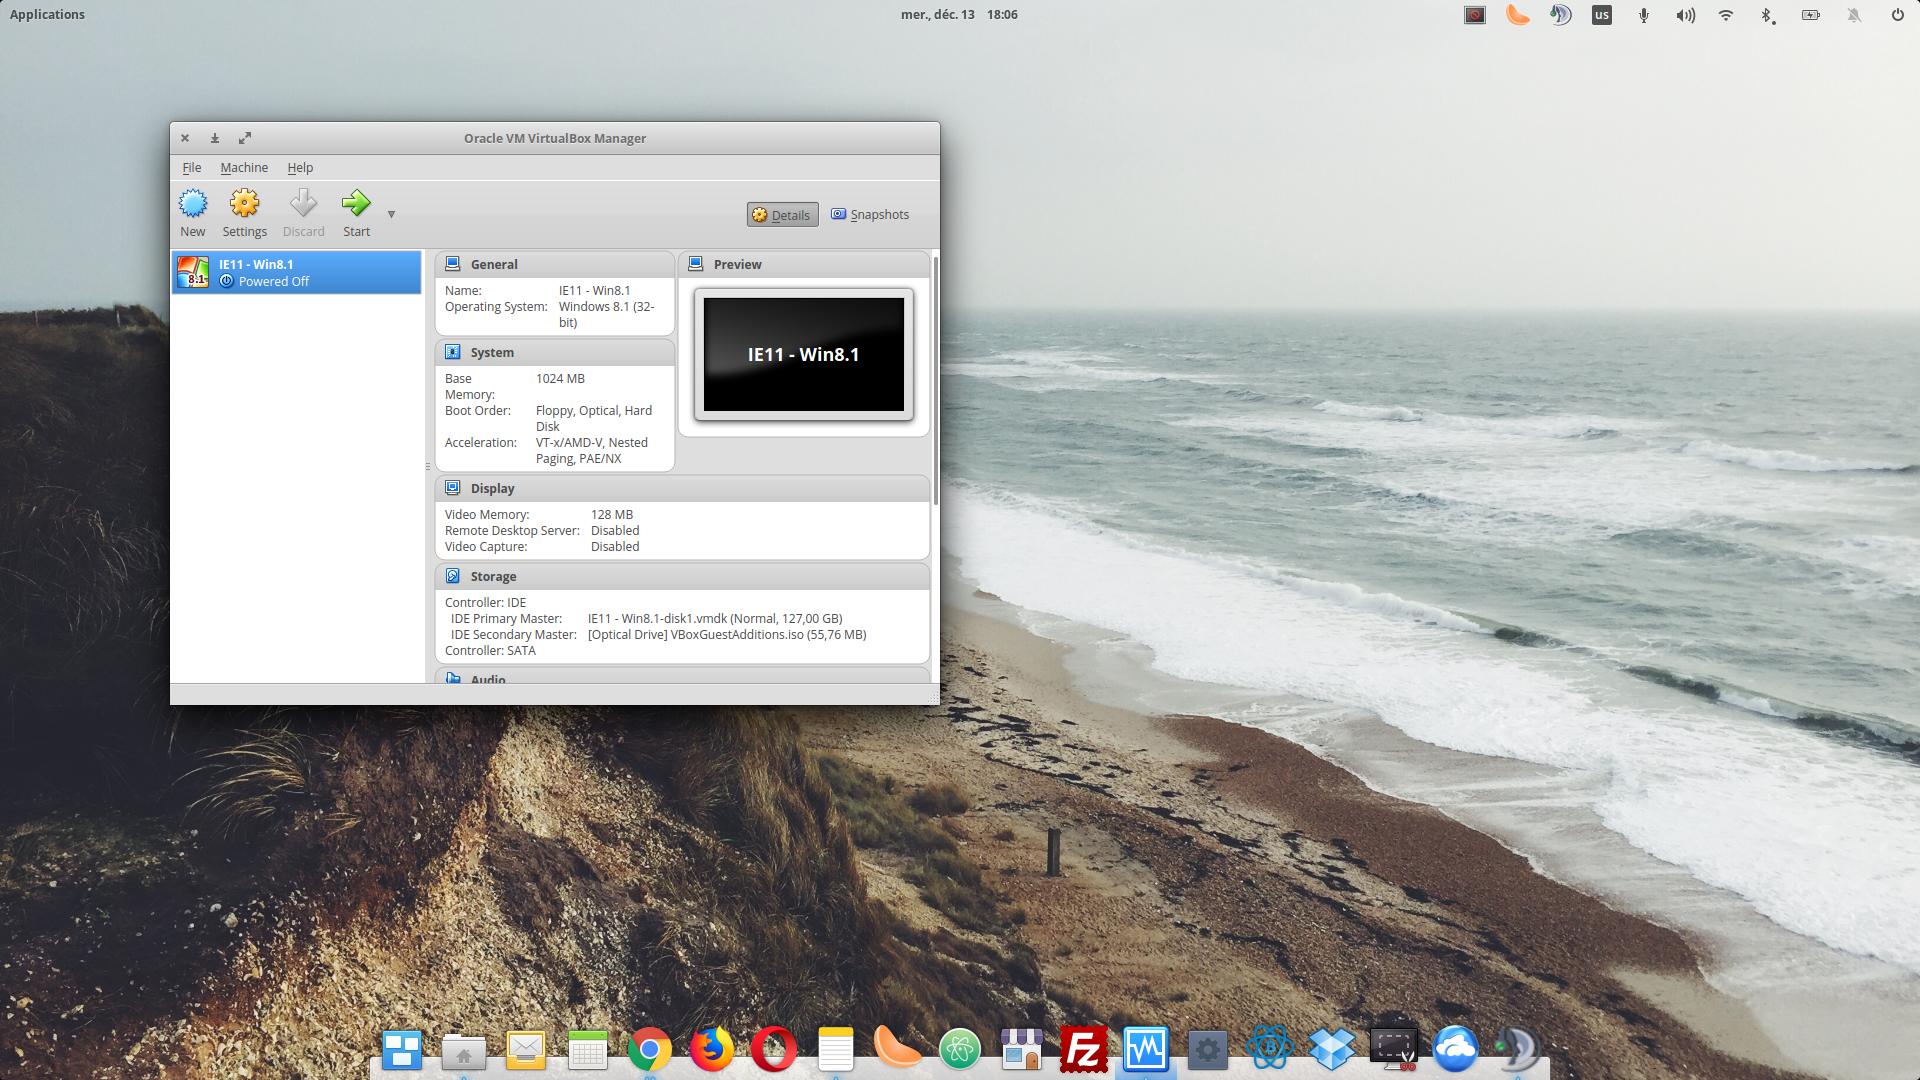 Applications
mer., déc. 13 18:06
us
Oracle VM VirtualBox Manager
File Machine Help
New Settings Discard Start
Details Snapshots
IE11 - Win8.1
Powered Off
8.1
General
Name: IE11 - Win8.1
Operating System: Windows 8.1 (32-
bit)
Preview
IE11 - Win8.1
System
Base 1024 MB
Memory:
Boot Order: Floppy, Optical, Hard
Disk
Acceleration: VT-x/AMD-V, Nested
Paging, PAE/NX
Display
Video Memory: 128 MB
Remote Desktop Server: Disabled
Video Capture: Disabled
Storage
Controller: IDE
IDE Primary Master: IE11 - Win8.1-disk1.vmdk (Normal, 127,00 GB)
IDE Secondary Master: [Optical Drive] VBoxGuestAdditions.iso (55,76 MB)
Controller: SATA
Audio
Fz